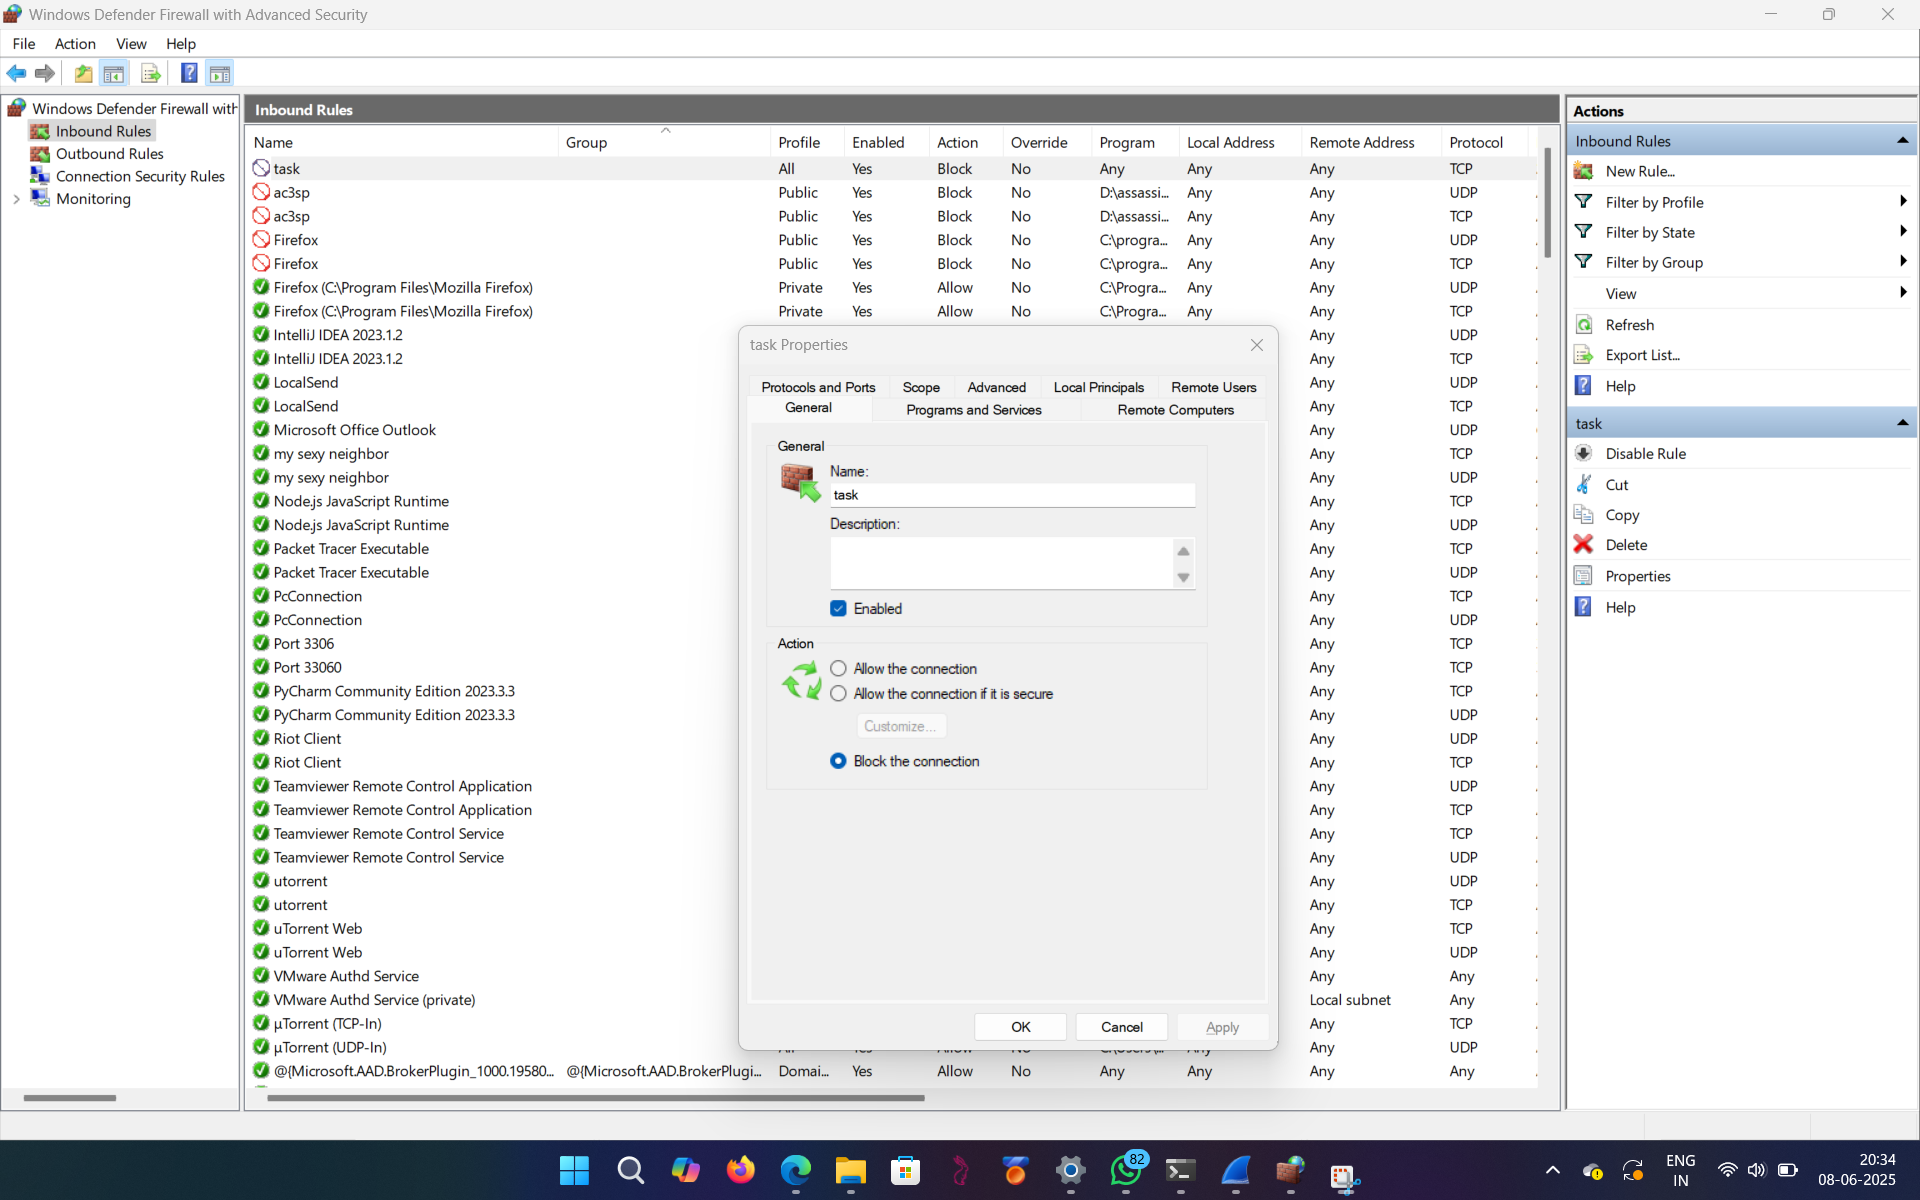 Windows Defender Firewall with Advanced Security
File Action View Help
Windows Defender Firewall with
Inbound Rules
Outbound Rules
Connection Security Rules
Monitoring
Inbound Rules
Name Group Profile Enabled Action Override Program Local Address Remote Address Protocol
task All Yes Block No Any Any Any TCP
ac3sp Public Yes Block No D:\assassi... Any Any UDP
ac3sp Public Yes Block No D:\assassi... Any Any TCP
Firefox Public Yes Block No C:\progra... Any Any UDP
Firefox Public Yes Block No C:\progra... Any Any TCP
Firefox (C:\Program Files\Mozilla Firefox) Private Yes Allow No C:\Progra... Any Any UDP
Firefox (C:\Program Files\Mozilla Firefox) Private Yes Allow No C:\Progra... Any Any TCP
IntelliJ IDEA 2023.1.2 Any UDP
IntelliJ IDEA 2023.1.2 Any TCP
LocalSend Any UDP
LocalSend Any TCP
Microsoft Office Outlook Any UDP
my sexy neighbor Any TCP
my sexy neighbor Any UDP
Node.js JavaScript Runtime Any TCP
Node.js JavaScript Runtime Any UDP
Packet Tracer Executable Any TCP
Packet Tracer Executable Any UDP
PcConnection Any TCP
PcConnection Any UDP
Port 3306 Any TCP
Port 33060 Any TCP
PyCharm Community Edition 2023.3.3 Any TCP
PyCharm Community Edition 2023.3.3 Any UDP
Riot Client Any UDP
Riot Client Any TCP
Teamviewer Remote Control Application Any UDP
Teamviewer Remote Control Application Any TCP
Teamviewer Remote Control Service Any TCP
Teamviewer Remote Control Service Any UDP
utorrent Any UDP
utorrent Any TCP
uTorrent Web Any TCP
uTorrent Web Any UDP
VMware Authd Service Any Any
VMware Authd Service (private) Local subnet Any
µTorrent (TCP-In) Any TCP
µTorrent (UDP-In) Any UDP
@{Microsoft.AAD.BrokerPlugin_1000.19580... @{Microsoft.AAD.BrokerPlugi... Domai... Yes Allow No Any Any Any Any
task Properties
Protocols and Ports Scope Advanced Local Principals Remote Users
General Programs and Services Remote Computers
General
Name:
task
Description:
Enabled
Action
Allow the connection
Allow the connection if it is secure
Customize...
Block the connection
OK Cancel Apply
Actions
Inbound Rules
New Rule...
Filter by Profile
Filter by State
Filter by Group
View
Refresh
Export List...
Help
task
Disable Rule
Cut
Copy
Delete
Properties
Help
82
ENG
IN
20:34
08-06-2025